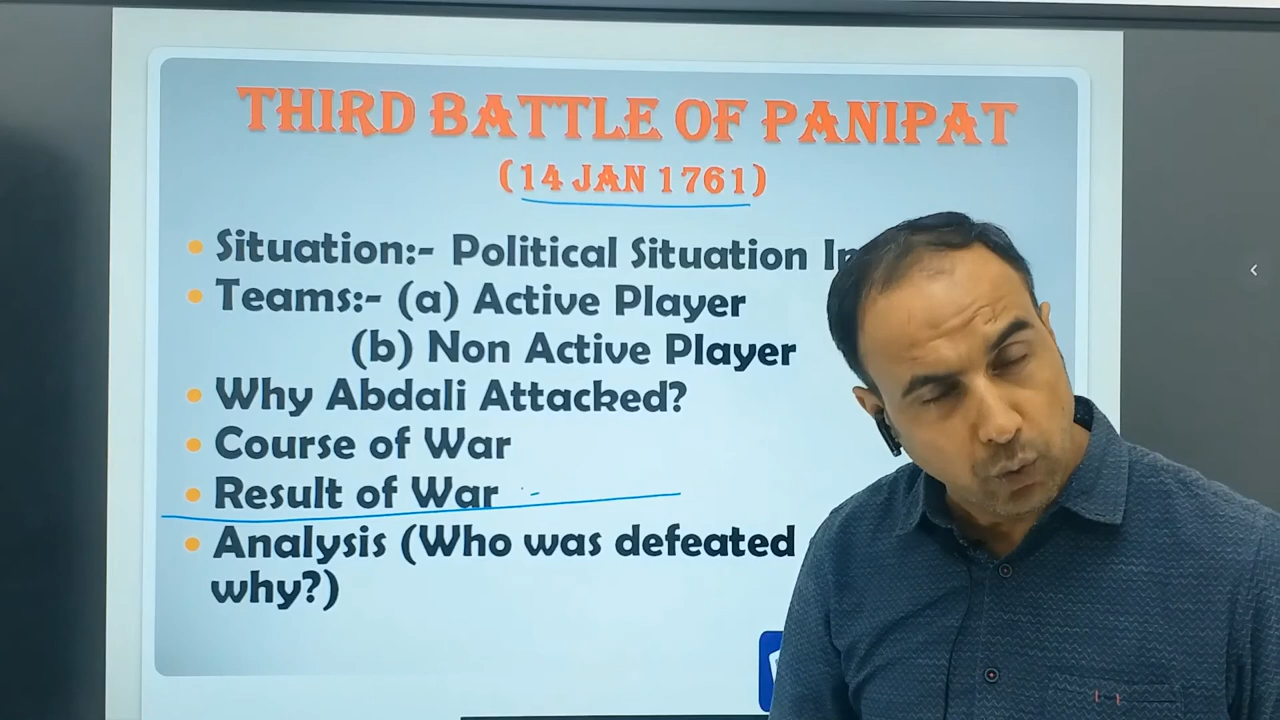 THIRD BATTLE OF PANIPAT
(14 JAN 1761)
• Situation:- Political Situation
• Teams:- (a) Active Player
(b) Non Active Player
• Why Abdali Attacked?
• Course of War
• Result of War
• Analysis (Who was defeated
why?)